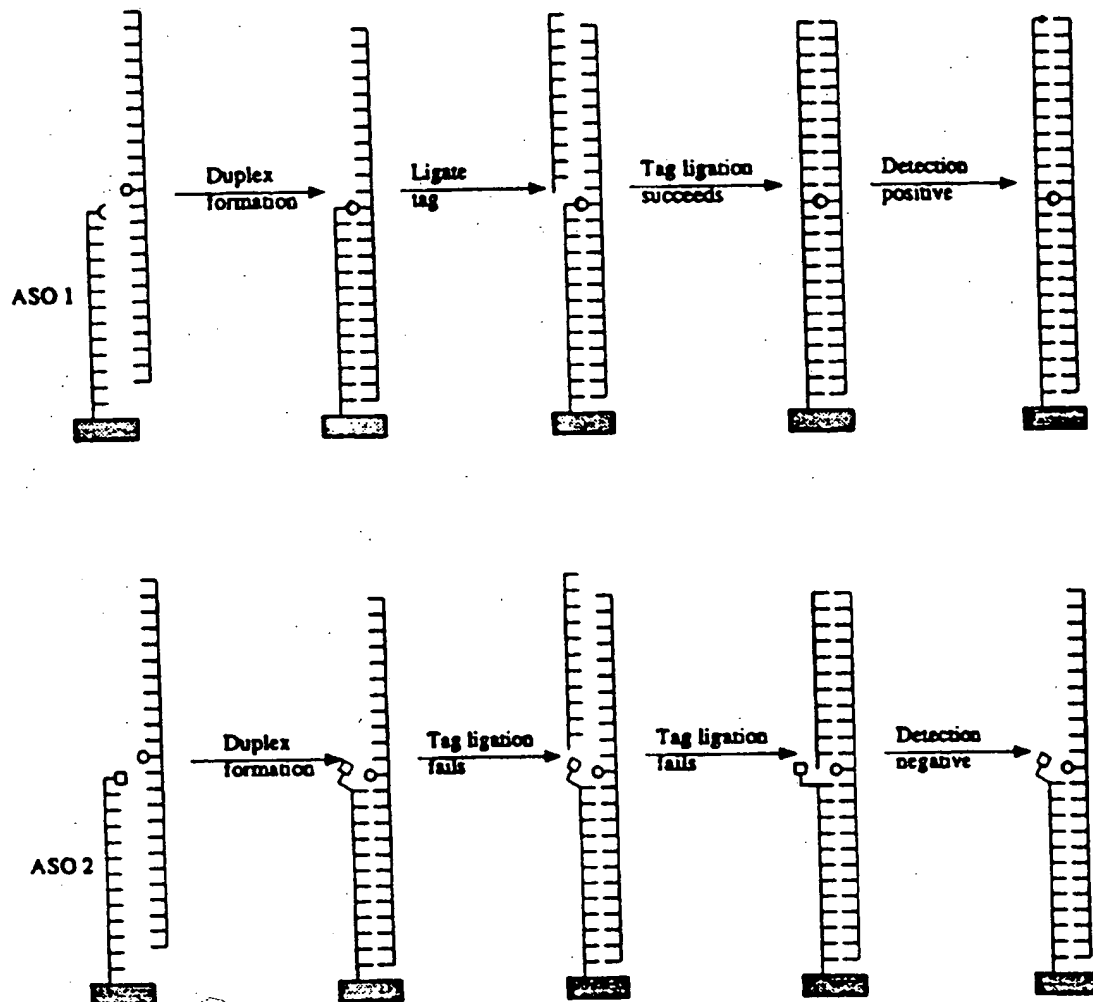 Duplex
formation
Ligate
tag
Tag ligation
succeeds
Detection
positive
ASO 1
Duplex
formation
Tag ligation
fails
Tag ligation
fails
Detection
negative
ASO 2